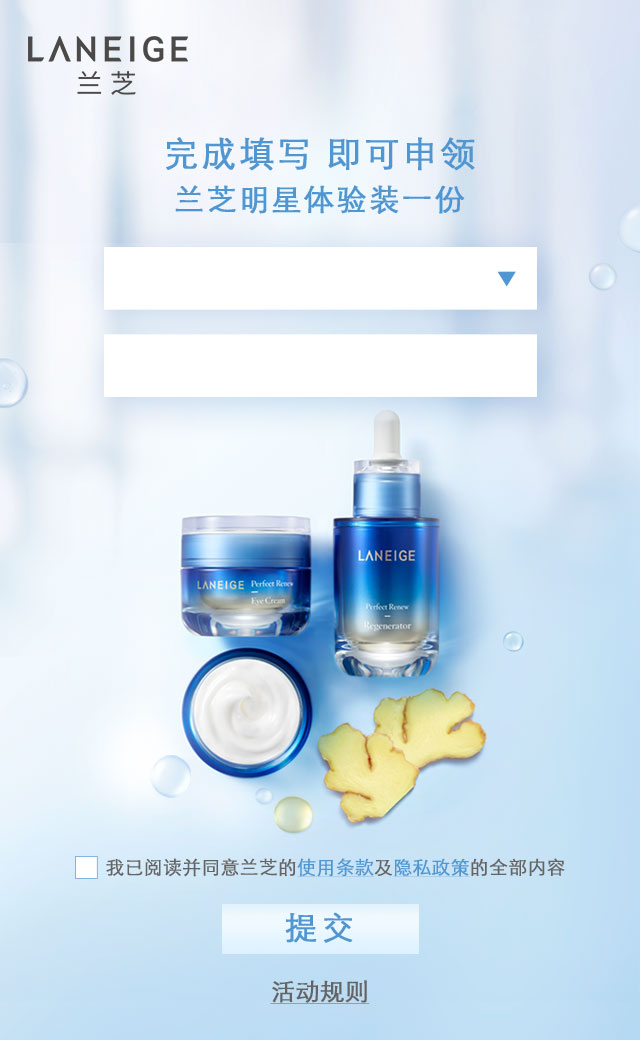 LANEIGE
兰芝
完成填写 即可申领
兰芝明星体验装一份
LANEIGE
Perfect Renew
Eye Cream
LANEIGE
Perfect Renew
Regenerator
我已阅读并同意兰芝的使用条款及隐私政策的全部内容
提交
活动规则